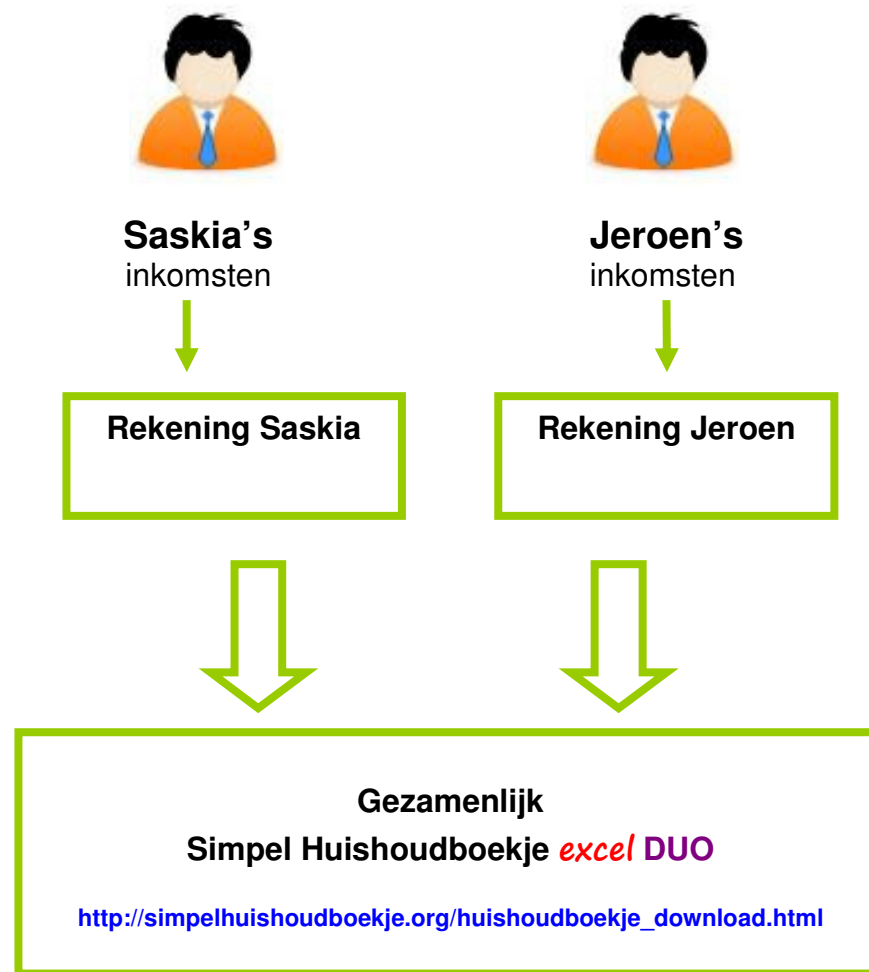 Saskia's
inkomsten
Jeroen's
inkomsten
Rekening Saskia
Rekening Jeroen
Gezamenlijk
Simpel Huishoudboekje excel DUO
http://simpelhuishoudboekje.org/huishoudboekje_download.html